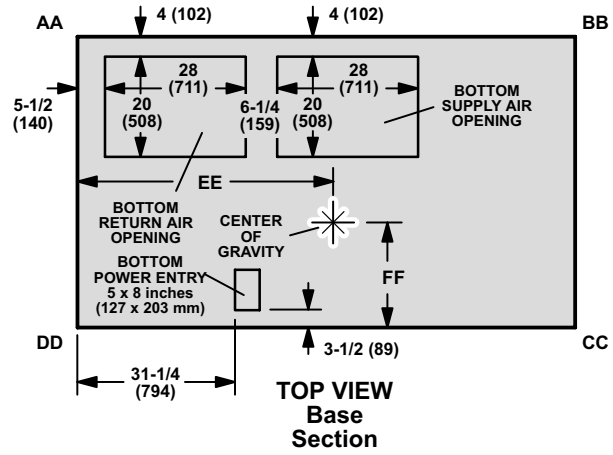 AA
4 (102)
4 (102)
BB
5-1/2
(140)
28
(711)
20
(508)
6-1/4
(159)
28
(711)
20
(508)
BOTTOM
SUPPLY AIR
OPENING
EE
BOTTOM
RETURN AIR
OPENING
CENTER
OF
GRAVITY
BOTTOM
POWER ENTRY
5 x 8 inches
(127 x 203 mm)
FF
DD
3-1/2 (89)
CC
31-1/4
(794)
TOP VIEW
Base
Section